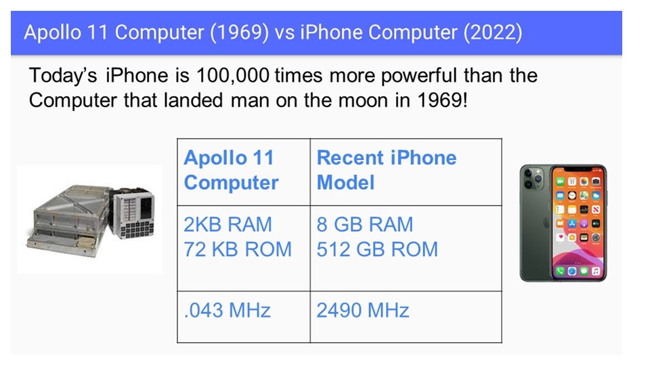 Apollo 11 Computer (1969) vs iPhone Computer (2022)
Today's iPhone is 100,000 times more powerful than the
Computer that landed man on the moon in 1969!
Apollo 11
Computer
Recent iPhone
Model
2KB RAM
72 KB ROM
8 GB RAM
512 GB ROM
.043 MHz
2490 MHz